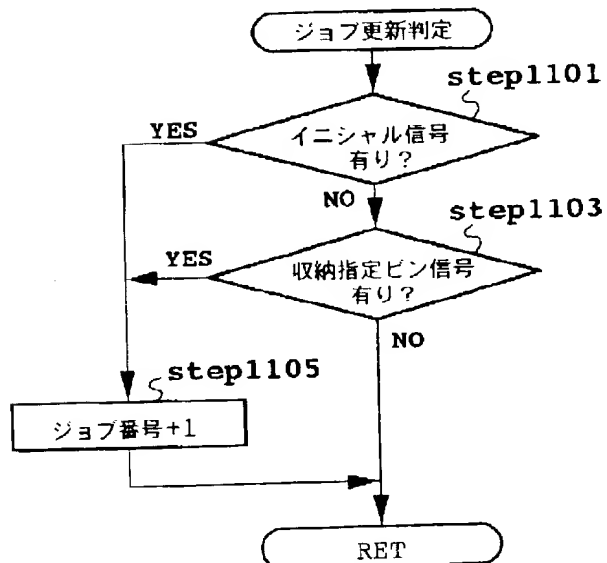 ジョブ更新判定
step1101
YES
イニシャル信号
有り？
NO
step1103
YES
収納指定ビン信号
有り？
NO
step1105
ジョブ番号+1
RET